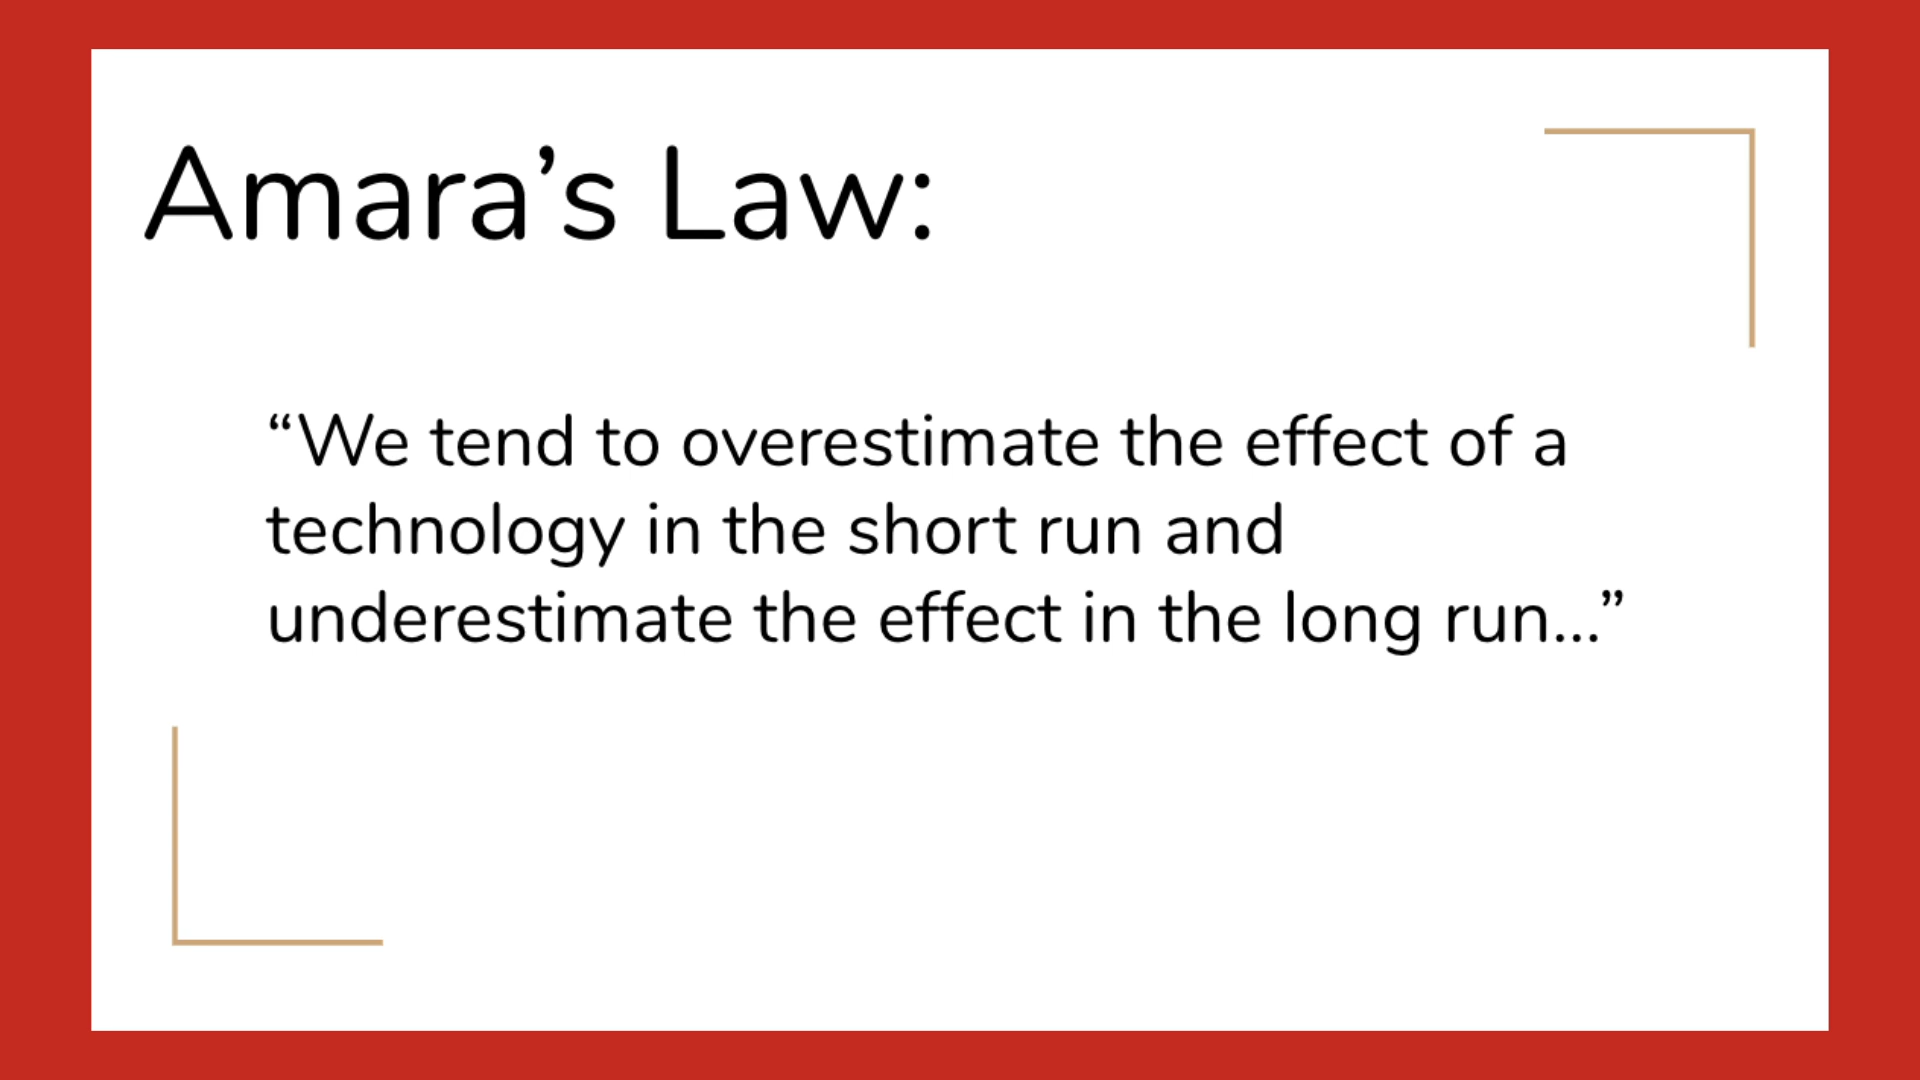 Amara’s Law:
“We tend to overestimate the effect of a
technology in the short run and
underestimate the effect in the long run...”